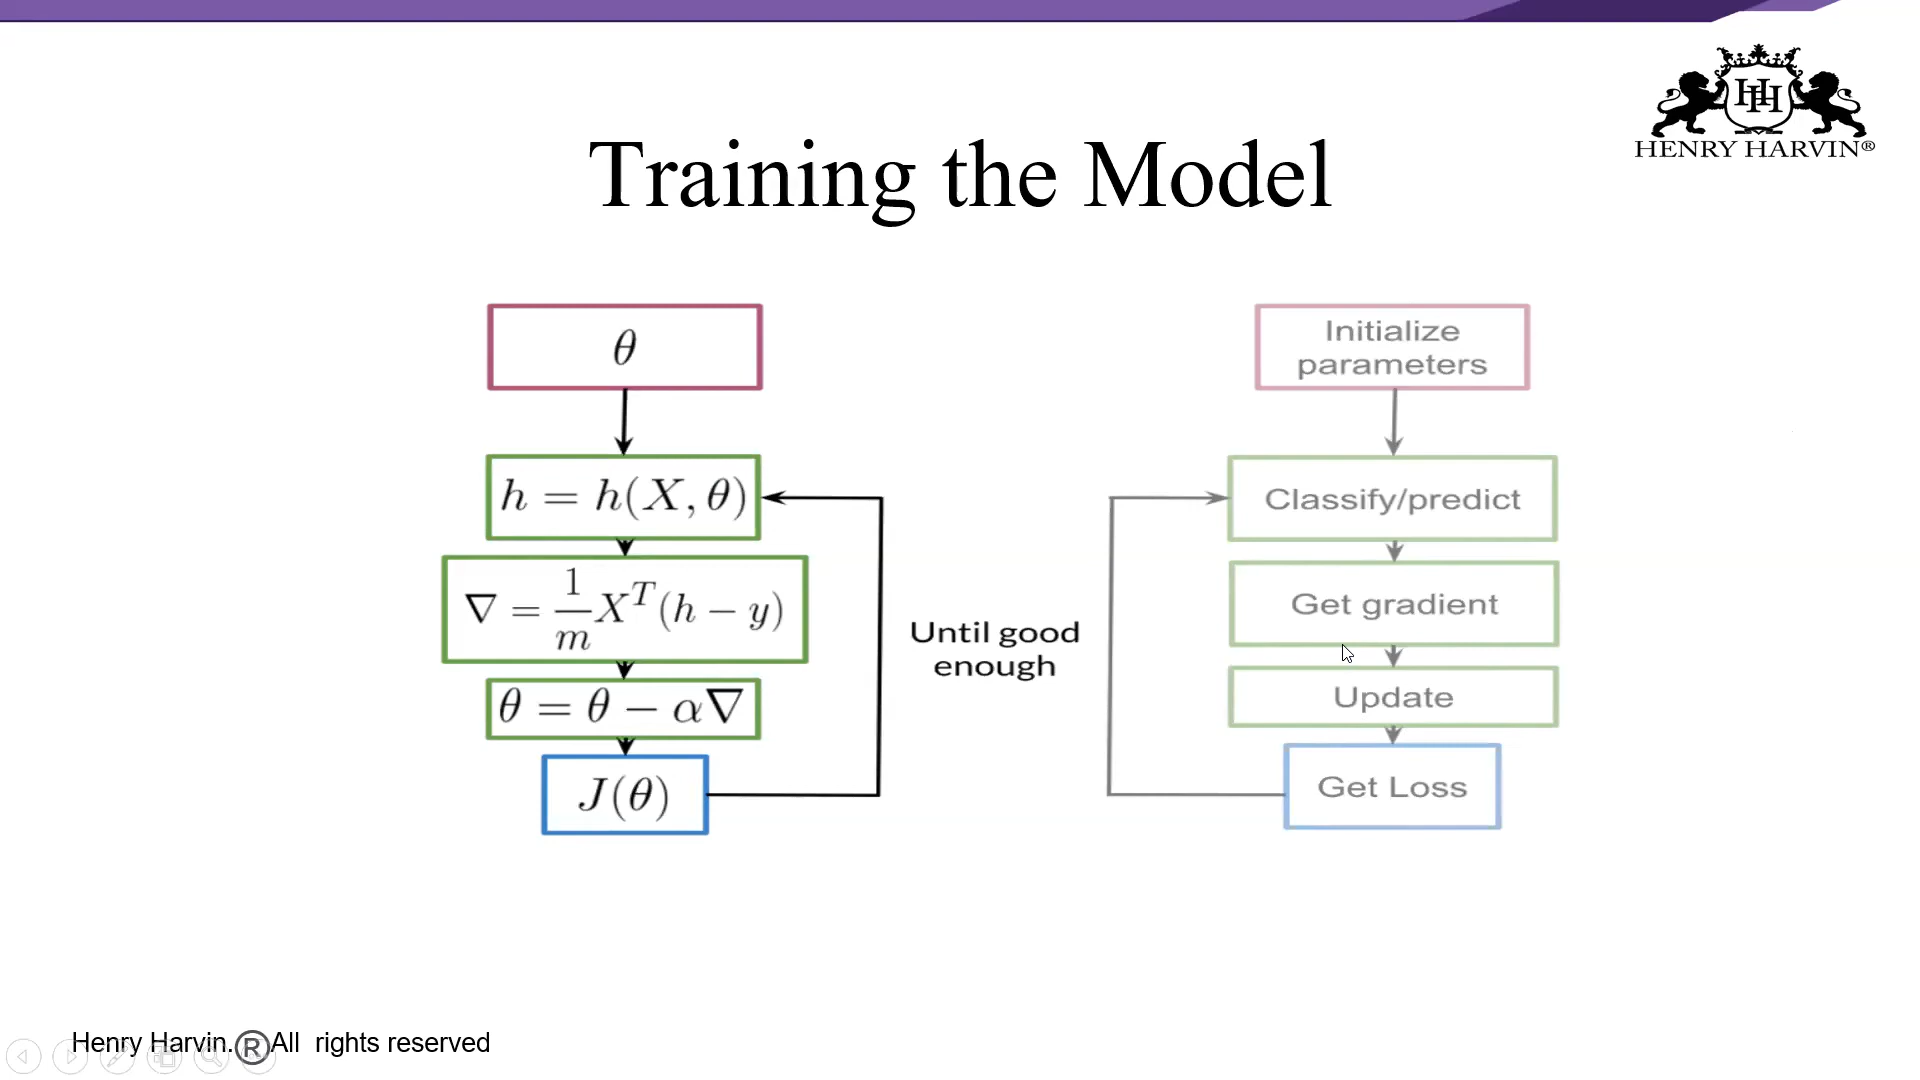 HH
HENRY HARVIN®
Training the Model
θ
h = h(X, θ)
∇ = 1/m X^T (h − y)
θ = θ − α∇
J(θ)
Until good
enough
Initialize
parameters
Classify/predict
Get gradient
Update
Get Loss
Henry Harvin.®All rights reserved